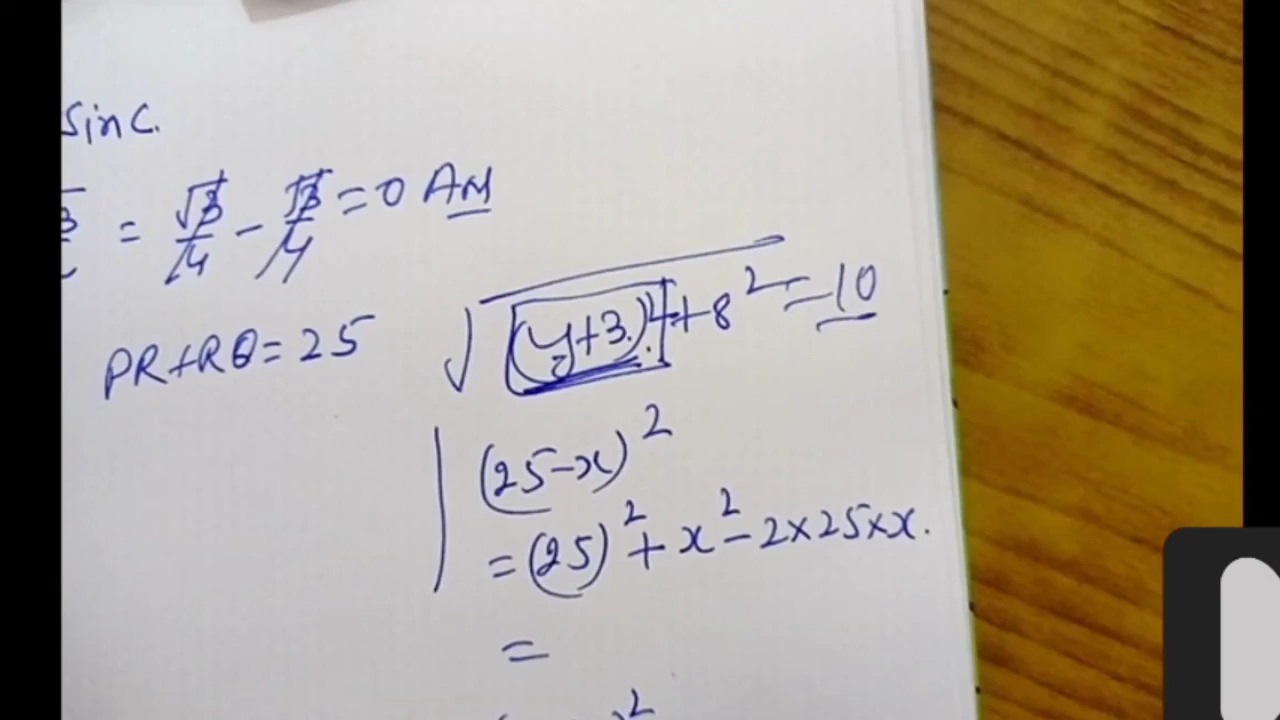 Sin C.
= √3/4 - √3/4 = 0 Ans
PR+RQ = 25
√(y+3)² + 8² = 10
(25-x)²
= (25)² + x² - 2×25×x.
=